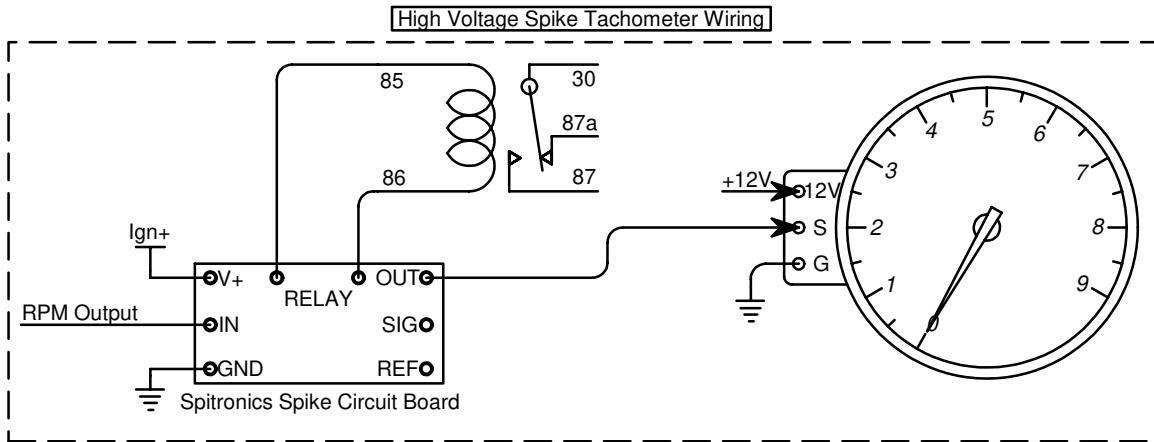 High Voltage Spike Tachometer Wiring
85
30
87a
86
87
+12V
12V
S
G
Ign+
V+
RELAY
OUT
RPM Output
IN
SIG
GND
REF
Spitronics Spike Circuit Board
0
1
2
3
4
5
6
7
8
9